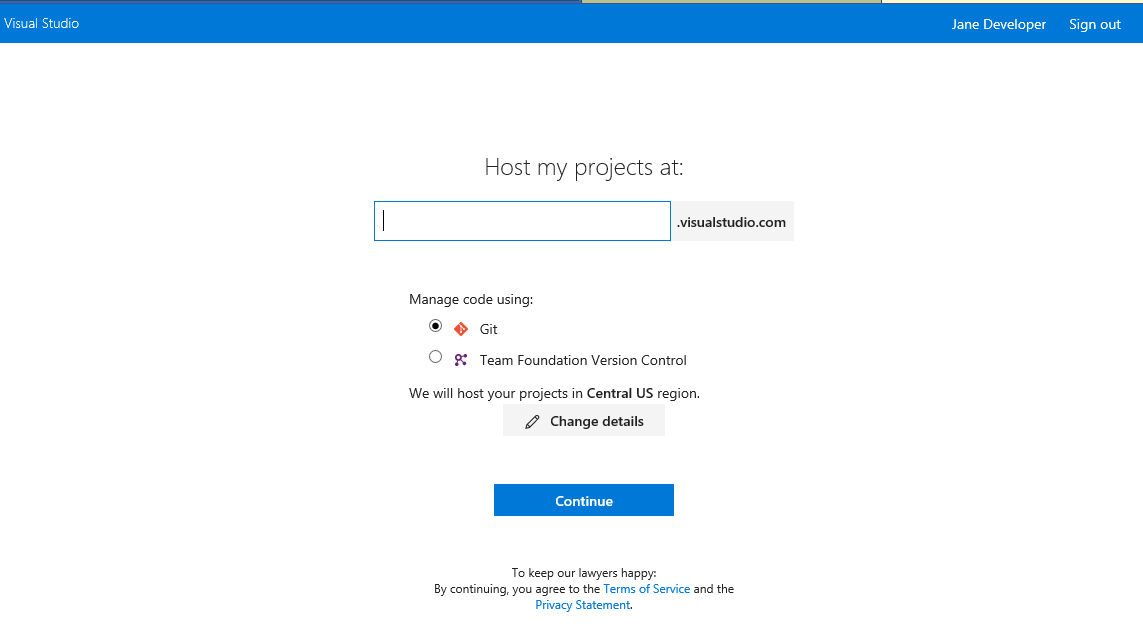 Visual Studio
Jane Developer Sign out
Host my projects at:
.visualstudio.com
Manage code using:
Git
Team Foundation Version Control
We will host your projects in Central US region.
Change details
Continue
To keep our lawyers happy:
By continuing, you agree to the Terms of Service and the
Privacy Statement.